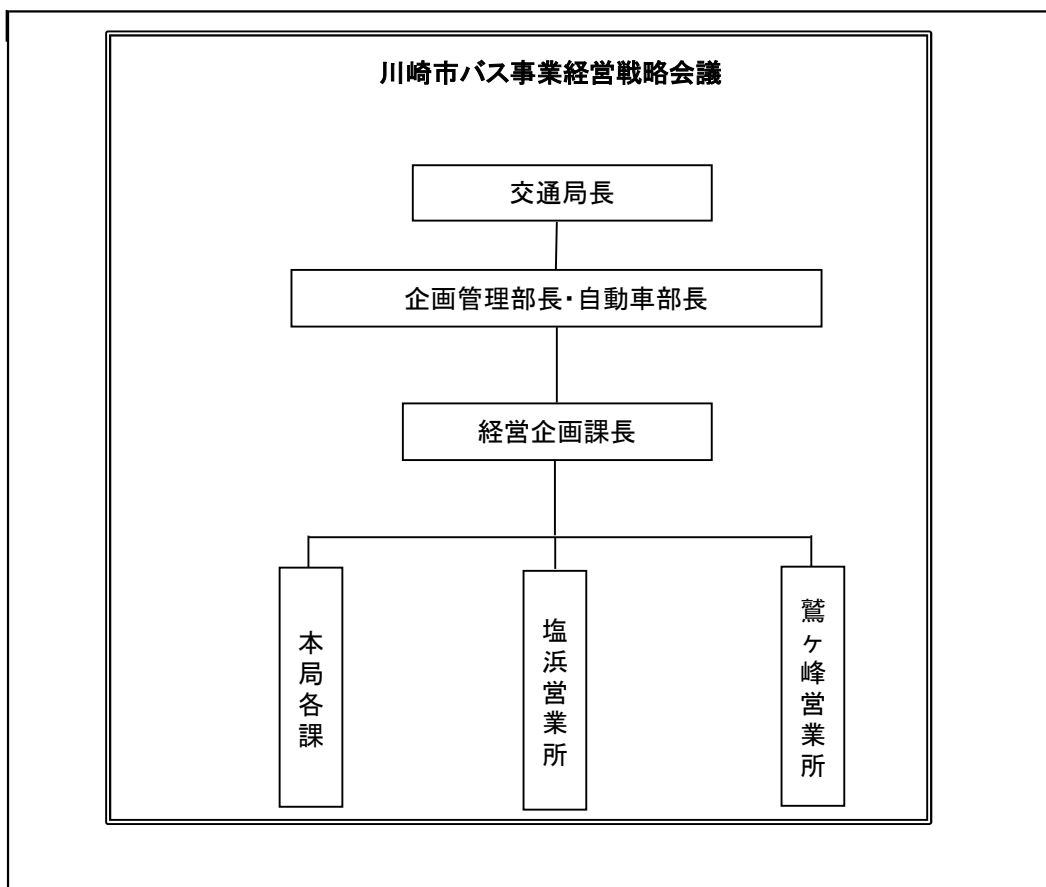 川崎市バス事業経営戦略会議
交通局長
企画管理部長・自動車部長
経営企画課長
本局各課
塩浜営業所
鷲ヶ峰営業所